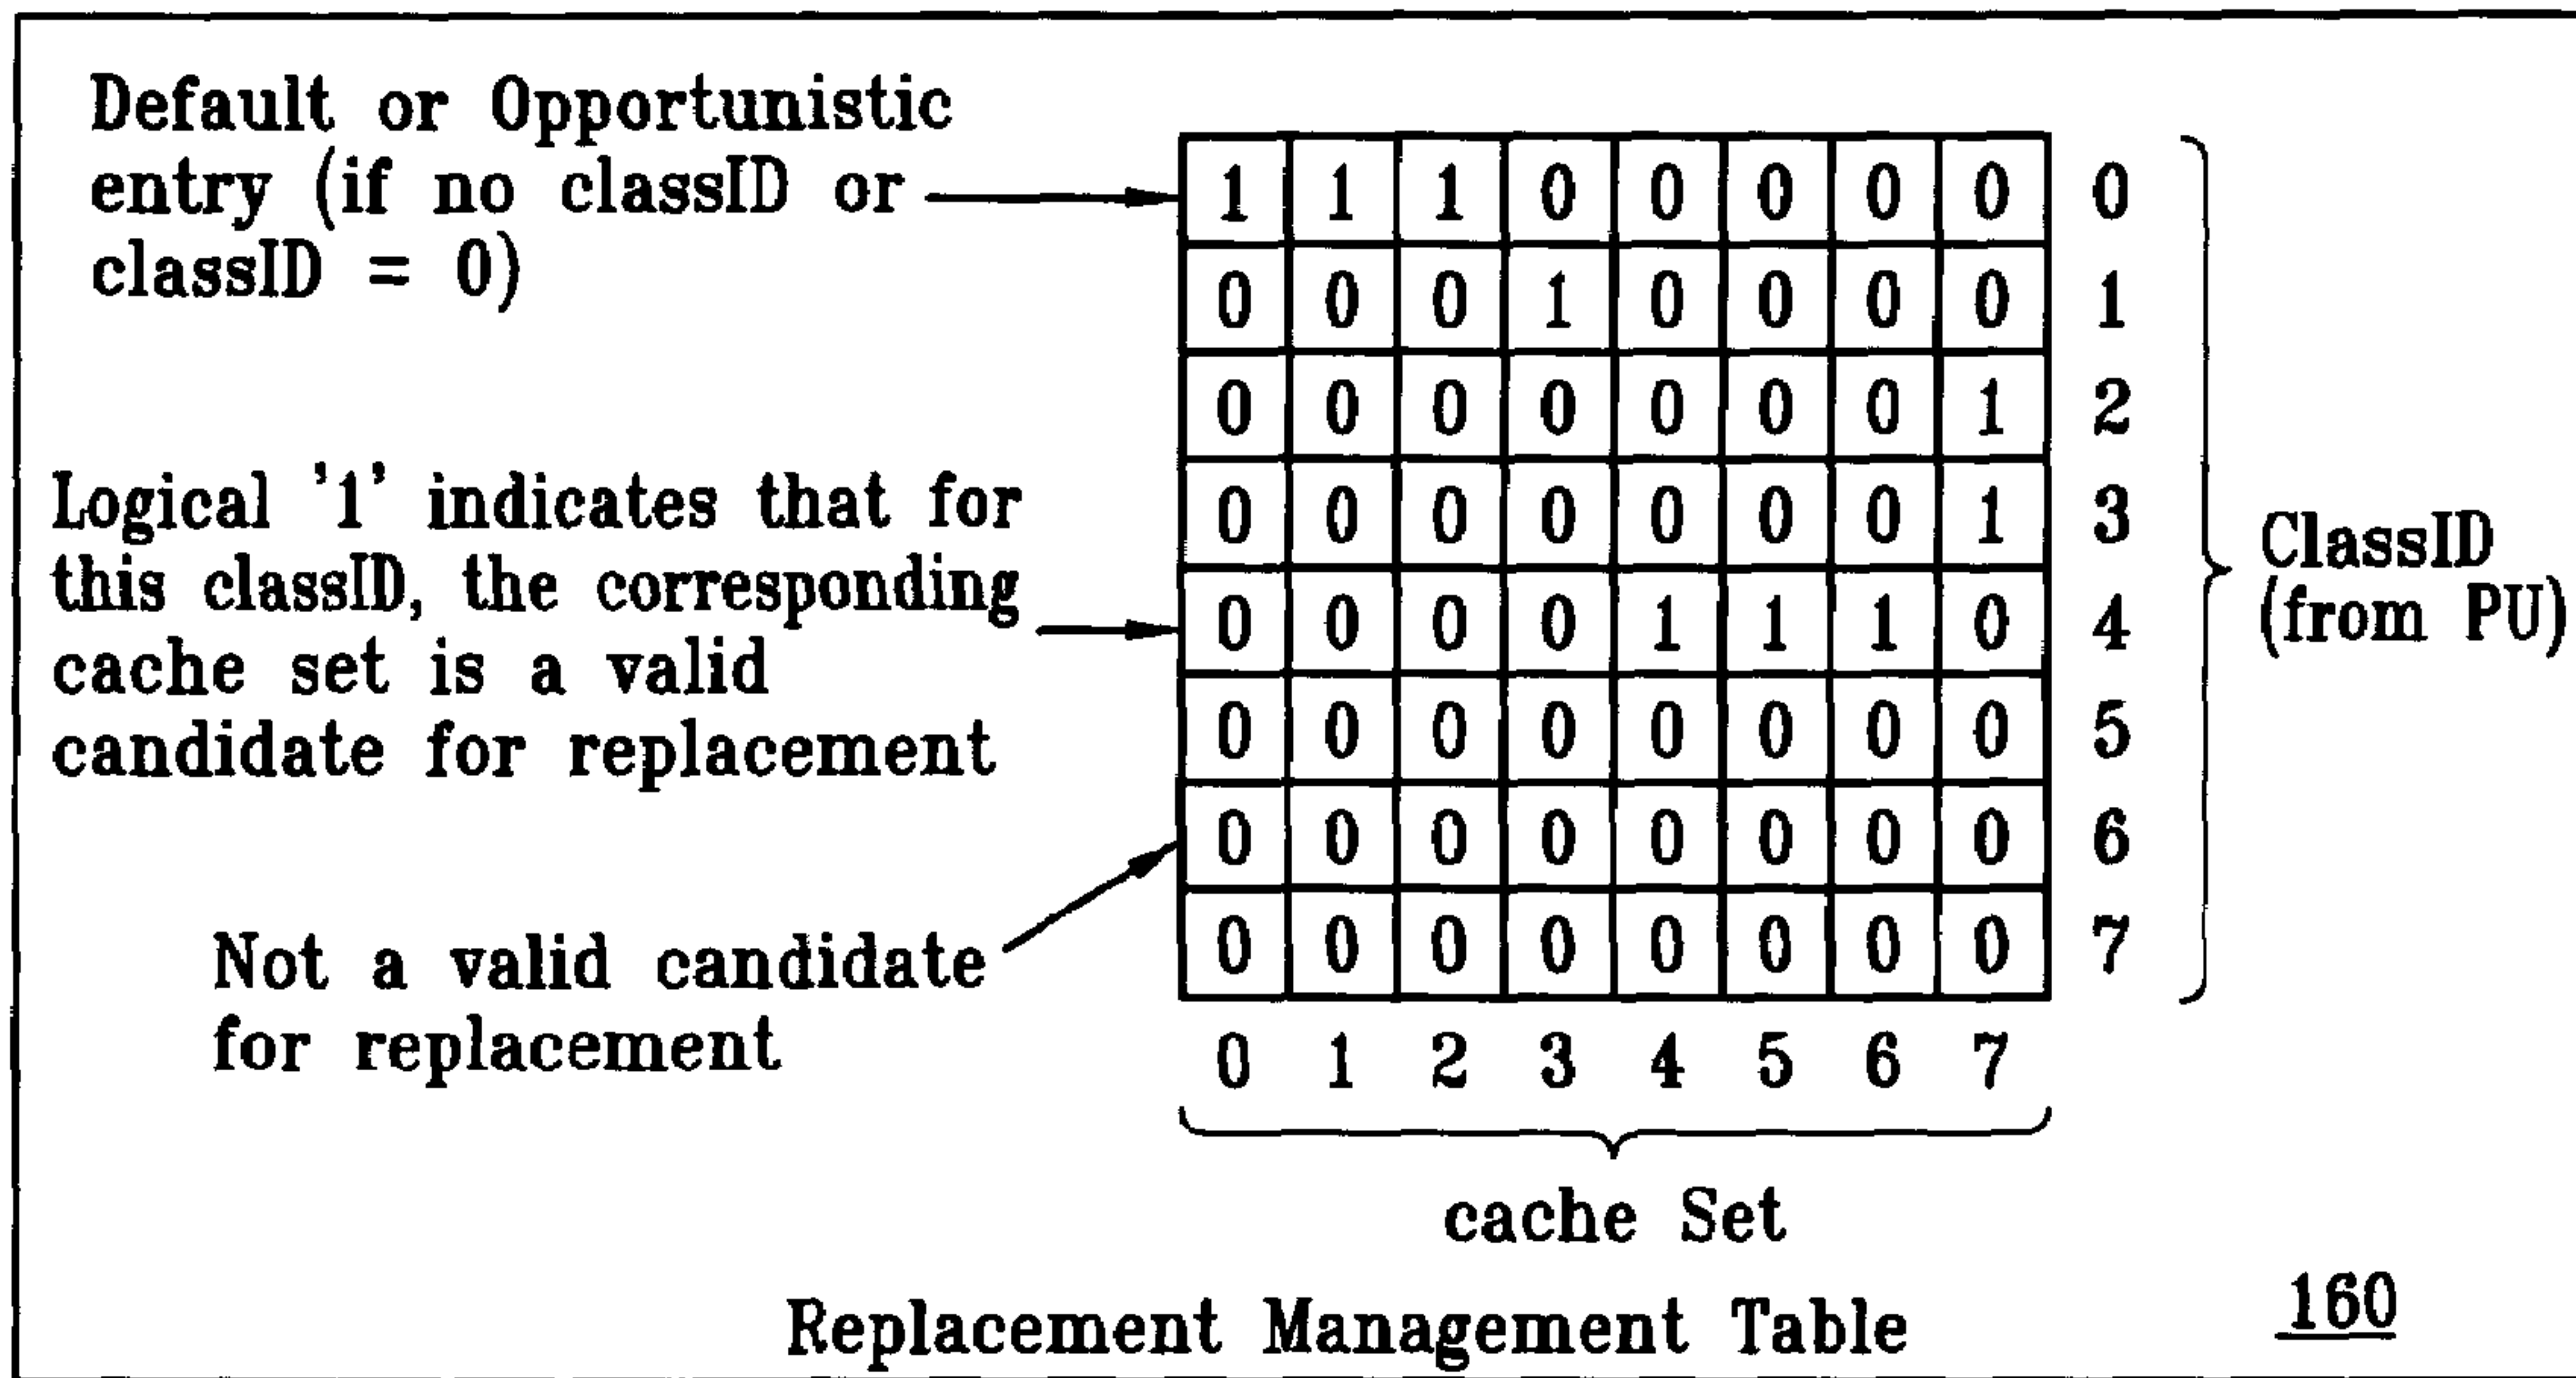 Default or Opportunistic
entry (if no classID or
classID = 0)
Logical '1' indicates that for
this classID, the corresponding
cache set is a valid
candidate for replacement
Not a valid candidate
for replacement
1 1 1 0 0 0 0 0 0
0 0 0 1 0 0 0 0 1
0 0 0 0 0 0 0 1 2
0 0 0 0 0 0 0 1 3
0 0 0 0 1 1 1 0 4
0 0 0 0 0 0 0 0 5
0 0 0 0 0 0 0 0 6
0 0 0 0 0 0 0 0 7
0 1 2 3 4 5 6 7
ClassID
(from PU)
cache Set
Replacement Management Table
160